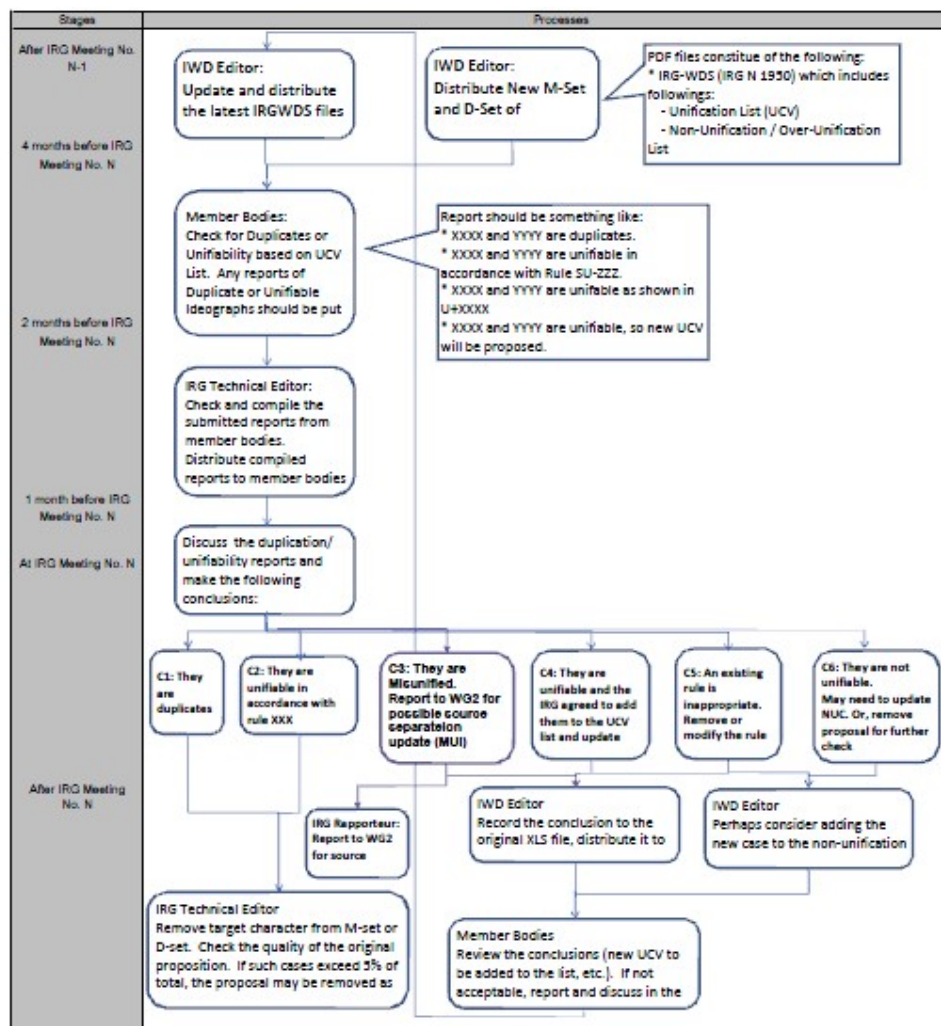 Stages
Processes
After IRG Meeting No.
N-1
IWD Editor:
Update and distribute
the latest IRGWDS files
IWD Editor:
Distribute New M-Set
and D-Set of
PDF files constitue of the following:
* IRG-WDS (IRG N 1950) which includes
followings:
- Unification List (UCV)
- Non-Unification / Over-Unification
List
4 months before IRG
Meeting No. N
Member Bodies:
Check for Duplicates or
Unifiability based on UCV
List. Any reports of
Duplicate or Unifiable
Ideographs should be put
Report should be something like:
* XXXX and YYYY are duplicates.
* XXXX and YYYY are unifiable in
accordance with Rule SU-ZZZ.
* XXXX and YYYY are unifable as shown in
U+XXXX
* XXXX and YYYY are unifiable, so new UCV
will be proposed.
2 months before IRG
Meeting No. N
IRG Technical Editor:
Check and compile the
submitted reports from
member bodies.
Distribute compiled
reports to member bodies
1 month before IRG
Meeting No. N
At IRG Meeting No. N
Discuss the duplication/
unifiability reports and
make the following
conclusions:
C1: They
are
duplicates
C2: They are
unifiable in
accordance with
rule XXX
C3: They are
Misunified.
Report to WG2 for
possible source
separateion
update (MUI)
C4: They are
unifiable and the
IRG agreed to add
them to the UCV
list and update
C5: An existing
rule is
inappropriate.
Remove or
modify the rule
C6: They are not
unifiable.
May need to update
NUC. Or, remove
proposal for further
check
After IRG Meeting
No. N
IRG Rapporteur:
Report to WG2
for source
IWD Editor
Record the conclusion to the
original XLS file, distribute it to
IWD Editor
Perhaps consider adding the
new case to the non-unification
IRG Technical Editor
Remove target character from M-set or
D-set. Check the quality of the original
proposition. If such cases exceed 5% of
total, the proposal may be removed as
Member Bodies
Review the conclusions (new UCV to
be added to the list, etc.). If not
acceptable, report and discuss in the